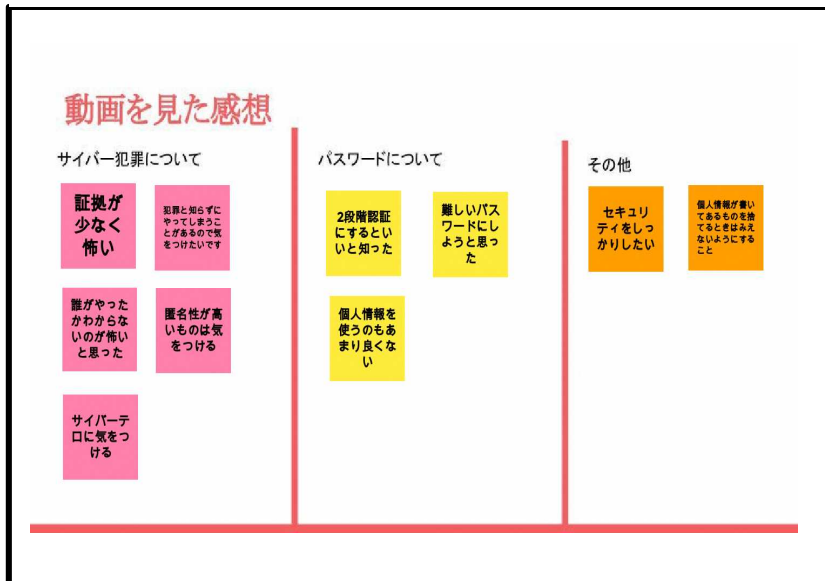 動画を見た感想
サイバー犯罪について
証拠が
少なく
怖い
犯罪と知らずに
やってしまうこ
とがあるので気
をつけたいです
誰がやった
かわからな
いのが怖い
と思った
匿名性が高
いものは気
をつける
サイバーテ
ロに気をつ
ける
パスワードについて
2段階認証
にするとい
いと知った
難しいパス
ワードにし
ようと思っ
た
個人情報を
使うのもあ
まり良くな
い
その他
セキュリ
ティをしっ
かりしたい
個人情報が書い
てあるものを捨
てるときはみえ
ないようにする
こと